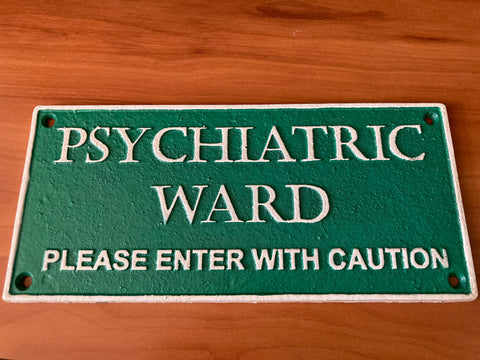 PSYCHIATRIC
WARD
PLEASE ENTER WITH CAUTION